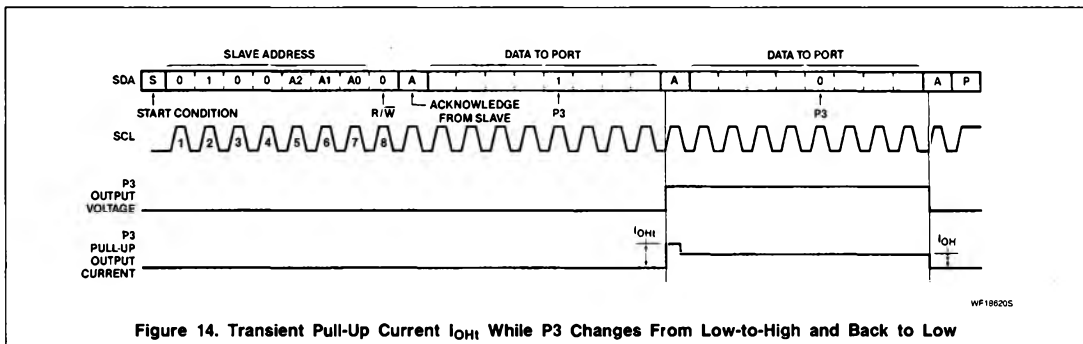 SLAVE ADDRESS DATA TO PORT DATA TO PORT
SDA S 0 1 0 0 A2 A1 A0 0 A 1 A 0 A P
START CONDITION R/W̅ ACKNOWLEDGE FROM SLAVE P3 P3
SCL 1 2 3 4 5 6 7 8
P3
OUTPUT
VOLTAGE
P3
PULL-UP
OUTPUT
CURRENT
IOHt
IOH
WF18620S
Figure 14. Transient Pull-Up Current IOHt While P3 Changes From Low-to-High and Back to Low